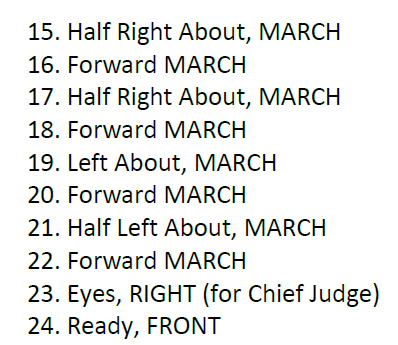 15. Half Right About, MARCH
16. Forward MARCH
17. Half Right About, MARCH
18. Forward MARCH
19. Left About, MARCH
20. Forward MARCH
21. Half Left About, MARCH
22. Forward MARCH
23. Eyes, RIGHT (for Chief Judge)
24. Ready, FRONT